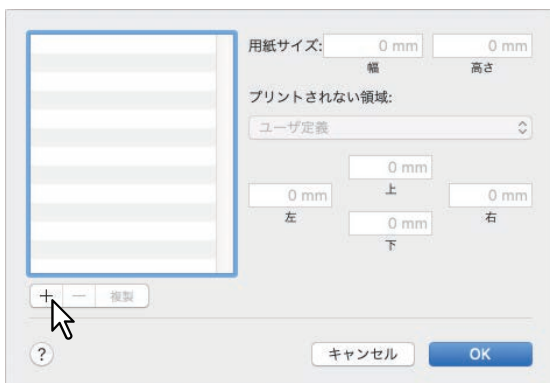 用紙サイズ: 0 mm 0 mm
幅 高さ
プリントされない領域:
ユーザ定義
0 mm
上
0 mm 0 mm
左 右
0 mm
下
+ − 複製
? キャンセル OK